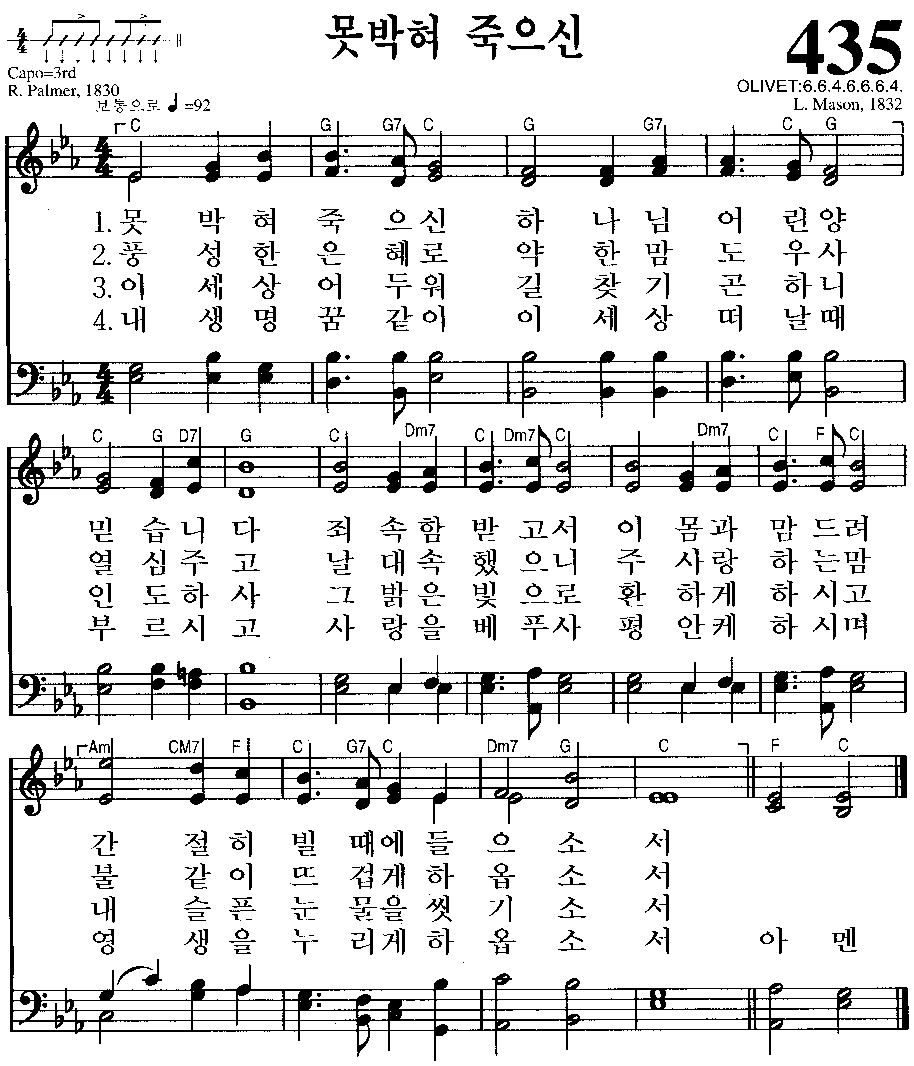 못박혀 죽으신
435
Capo=3rd
R. Palmer, 1830
OLIVET:6.6.4.6.6.6.4.
L. Mason, 1832
보통으로 ♩=92
C G G7 C G G7 C G
1. 못 박 혀 죽 으 신 하 나 님 어 린 양
2. 풍 성 한 은 혜 로 약 한 맘 도 우 사
3. 이 세 상 어 두 워 길 찾 기 곤 하 니
4. 내 생 명 꿈 같 이 이 세 상 떠 날 때
C G D7 G C Dm7 C Dm7 C Dm7 C F C
믿 습 니 다 죄 속 함 받 고 서 이 몸 과 맘 드 려
열 심 주 고 날 대 속 했 으 니 주 사 랑 하 는 맘
인 도 하 사 그 밝 은 빛 으 로 환 하 게 하 시 고
부 르 시 고 사 랑 을 베 푸 사 평 안 케 하 시 며
Am CM7 F C G7 C Dm7 G C F C
간 절 히 빌 때 에 들 으 소 서
불 같 이 뜨 겁 게 하 옵 소 서
내 슬 픈 눈 물 을 씻 기 소 서
영 생 을 누 리 게 하 옵 소 서 아 멘